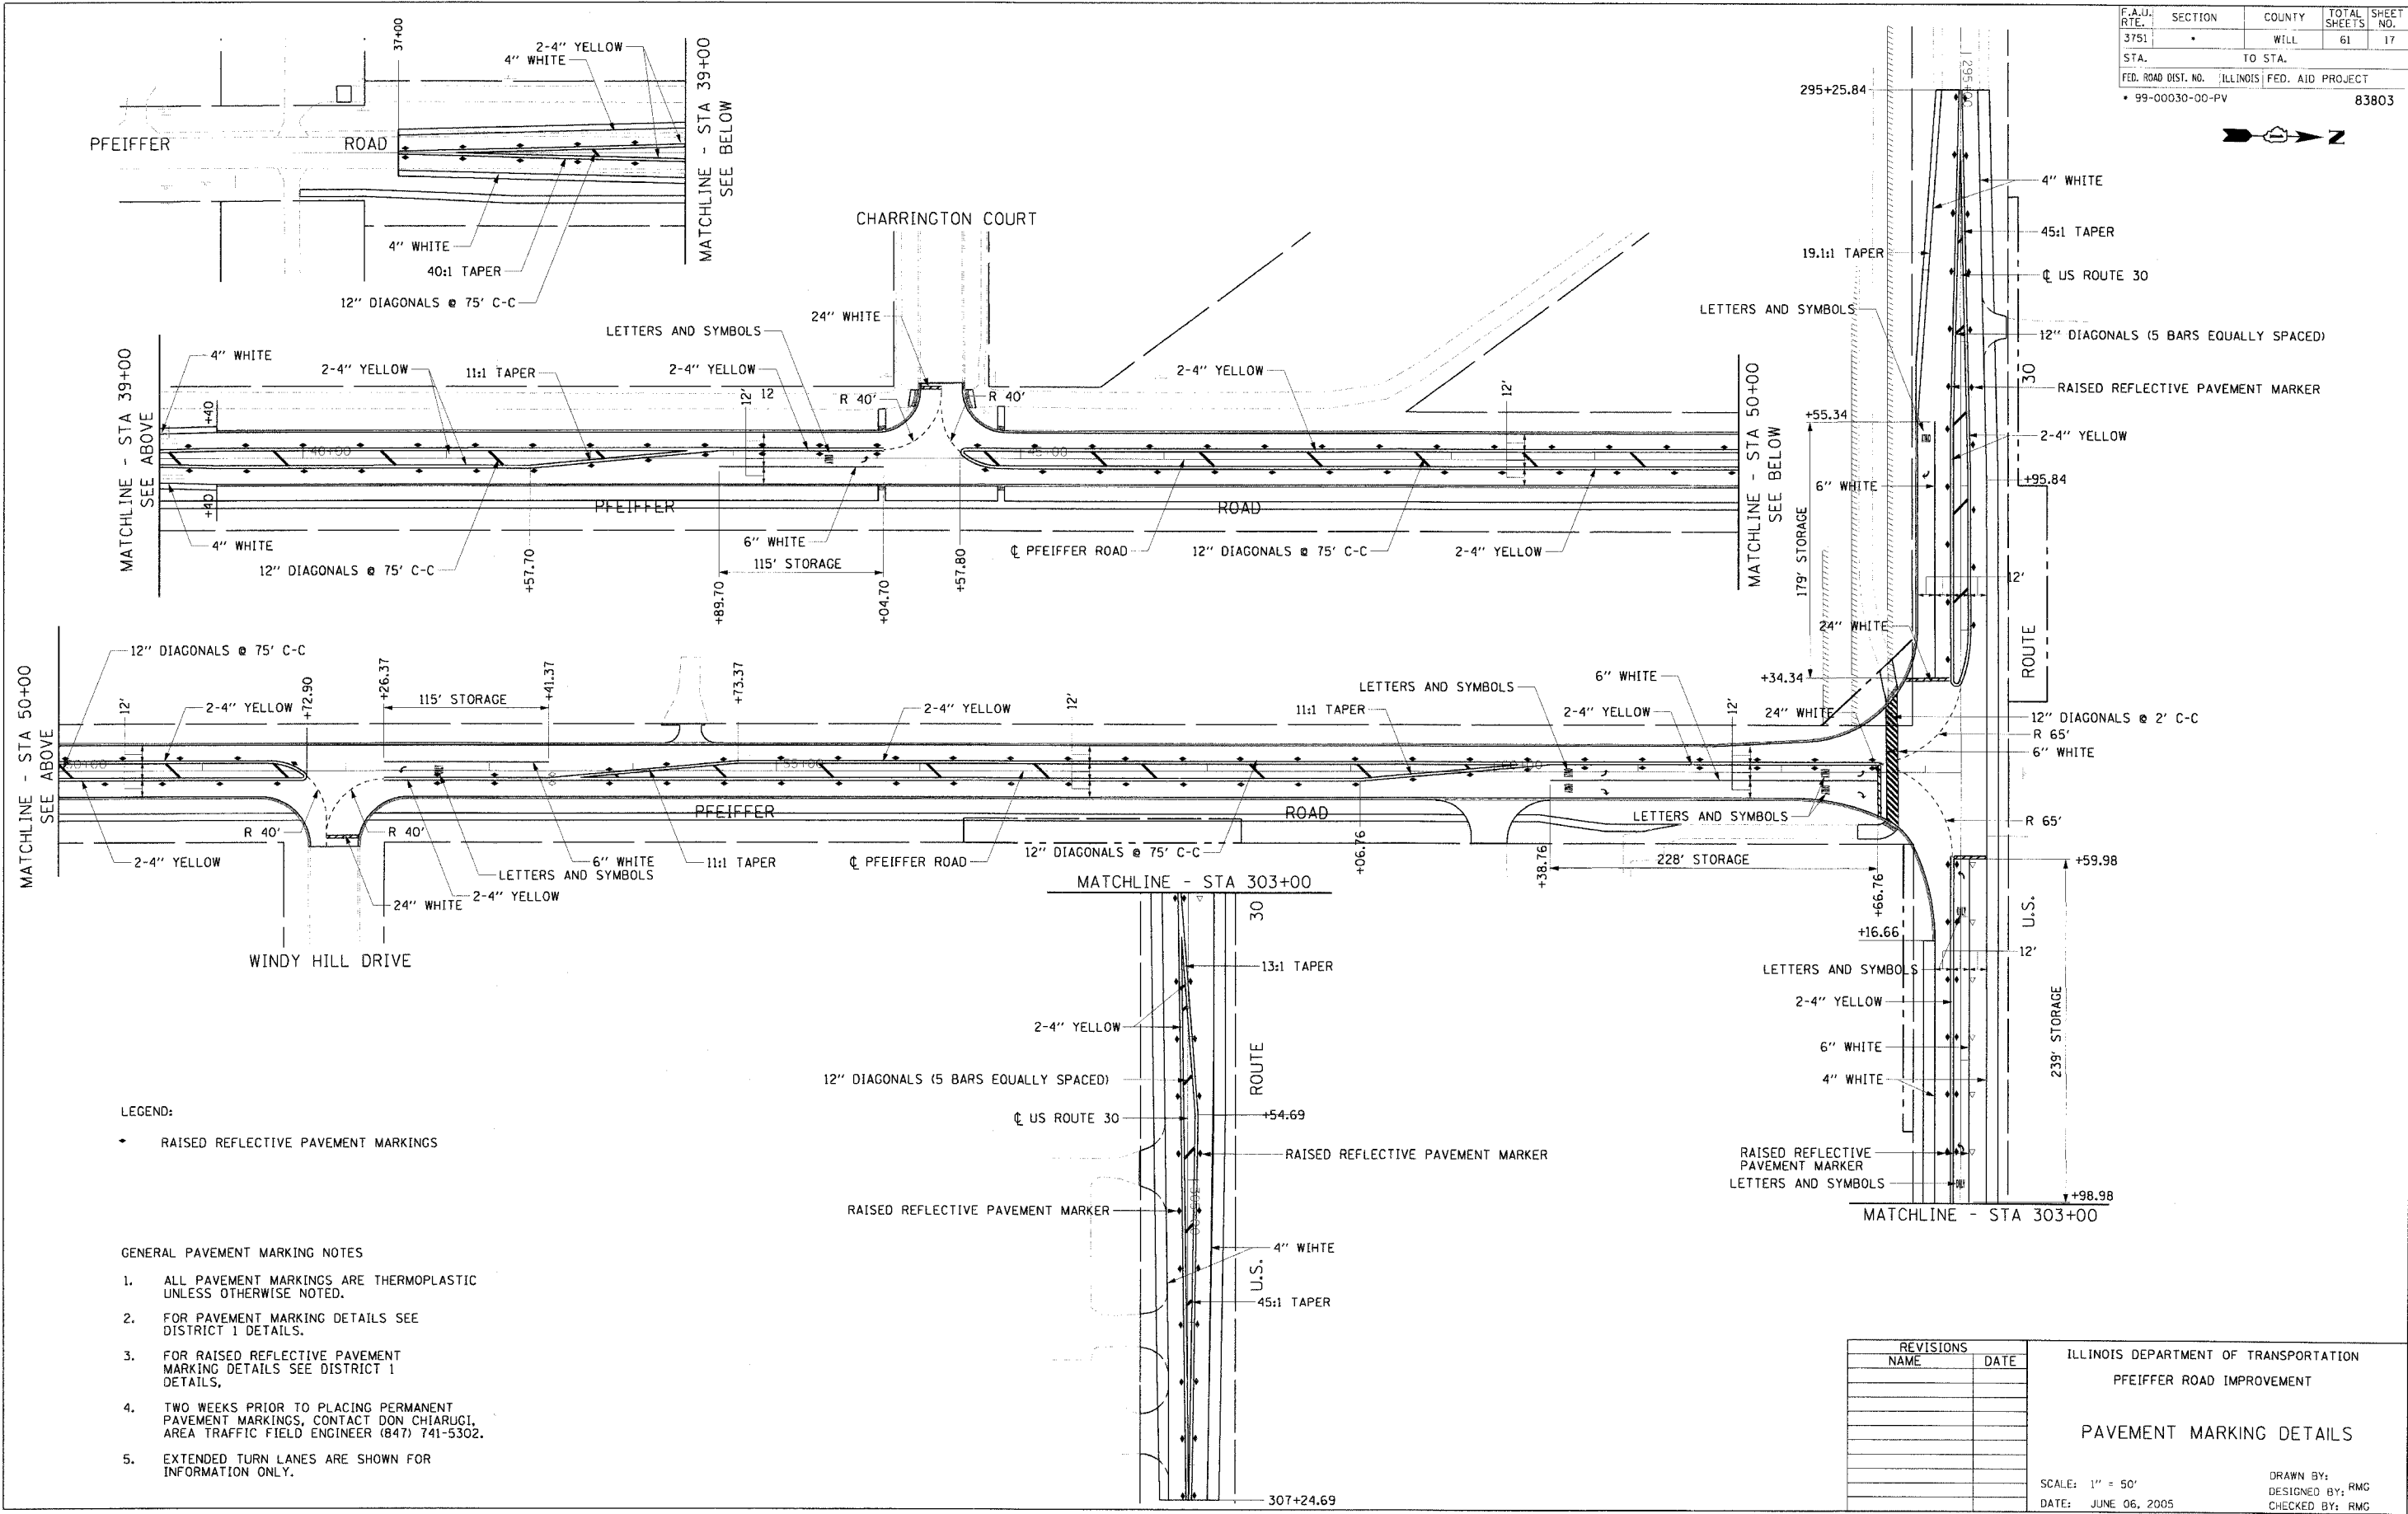 F.A.U. RTE. SECTION COUNTY TOTAL SHEETS SHEET NO.
3751 * WILL 61 17
STA. TO STA.
FED. ROAD DIST. NO. ILLINOIS FED. AID PROJECT
* 99-00030-00-PV 83803
Z
37+00
2-4" YELLOW
4" WHITE
PFEIFFER ROAD
4" WHITE
40:1 TAPER
12" DIAGONALS @ 75' C-C
MATCHLINE - STA 39+00
SEE BELOW
CHARRINGTON COURT
24" WHITE
LETTERS AND SYMBOLS
MATCHLINE - STA 39+00
SEE ABOVE
4" WHITE
+40
2-4" YELLOW
11:1 TAPER
2-4" YELLOW
12'
12
R 40'
R 40'
2-4" YELLOW
12'
40+00
45+00
+40
PFEIFFER ROAD
4" WHITE
12" DIAGONALS @ 75' C-C
+57.70
6" WHITE
115' STORAGE
+89.70
+04.70
+57.80
℄ PFEIFFER ROAD
12" DIAGONALS @ 75' C-C
2-4" YELLOW
MATCHLINE - STA 50+00
SEE BELOW
MATCHLINE - STA 50+00
SEE ABOVE
12" DIAGONALS @ 75' C-C
12'
2-4" YELLOW
+72.90
+26.37
115' STORAGE
+41.37
+73.37
2-4" YELLOW
12'
LETTERS AND SYMBOLS
11:1 TAPER
6" WHITE
2-4" YELLOW
12'
24" WHITE
50+00
55+00
PFEIFFER ROAD
2-4" YELLOW
R 40'
R 40'
24" WHITE
2-4" YELLOW
LETTERS AND SYMBOLS
6" WHITE
11:1 TAPER
℄ PFEIFFER ROAD
12" DIAGONALS @ 75' C-C
+06.76
+38.76
228' STORAGE
LETTERS AND SYMBOLS
+66.76
WINDY HILL DRIVE
295+25.84
295+00
4" WHITE
45:1 TAPER
19.1:1 TAPER
℄ US ROUTE 30
LETTERS AND SYMBOLS
12" DIAGONALS (5 BARS EQUALLY SPACED)
30
RAISED REFLECTIVE PAVEMENT MARKER
+55.34
2-4" YELLOW
+95.84
6" WHITE
179' STORAGE
12'
24" WHITE
ROUTE
+34.34
12" DIAGONALS @ 2' C-C
R 65'
6" WHITE
R 65'
+59.98
U.S.
+16.66
12'
LETTERS AND SYMBOLS
2-4" YELLOW
6" WHITE
239' STORAGE
4" WHITE
RAISED REFLECTIVE
PAVEMENT MARKER
LETTERS AND SYMBOLS
+98.98
MATCHLINE - STA 303+00
MATCHLINE - STA 303+00
30
13:1 TAPER
2-4" YELLOW
ROUTE
12" DIAGONALS (5 BARS EQUALLY SPACED)
℄ US ROUTE 30
+54.69
RAISED REFLECTIVE PAVEMENT MARKER
RAISED REFLECTIVE PAVEMENT MARKER
4" WIHTE
U.S.
45:1 TAPER
307+24.69
LEGEND:
RAISED REFLECTIVE PAVEMENT MARKINGS
GENERAL PAVEMENT MARKING NOTES
1. ALL PAVEMENT MARKINGS ARE THERMOPLASTIC
UNLESS OTHERWISE NOTED.
2. FOR PAVEMENT MARKING DETAILS SEE
DISTRICT 1 DETAILS.
3. FOR RAISED REFLECTIVE PAVEMENT
MARKING DETAILS SEE DISTRICT 1
DETAILS.
4. TWO WEEKS PRIOR TO PLACING PERMANENT
PAVEMENT MARKINGS, CONTACT DON CHIARUGI,
AREA TRAFFIC FIELD ENGINEER (847) 741-5302.
5. EXTENDED TURN LANES ARE SHOWN FOR
INFORMATION ONLY.
REVISIONS
NAME DATE
ILLINOIS DEPARTMENT OF TRANSPORTATION
PFEIFFER ROAD IMPROVEMENT
PAVEMENT MARKING DETAILS
SCALE: 1" = 50'
DATE: JUNE 06, 2005
DRAWN BY:
DESIGNED BY: RMG
CHECKED BY: RMG